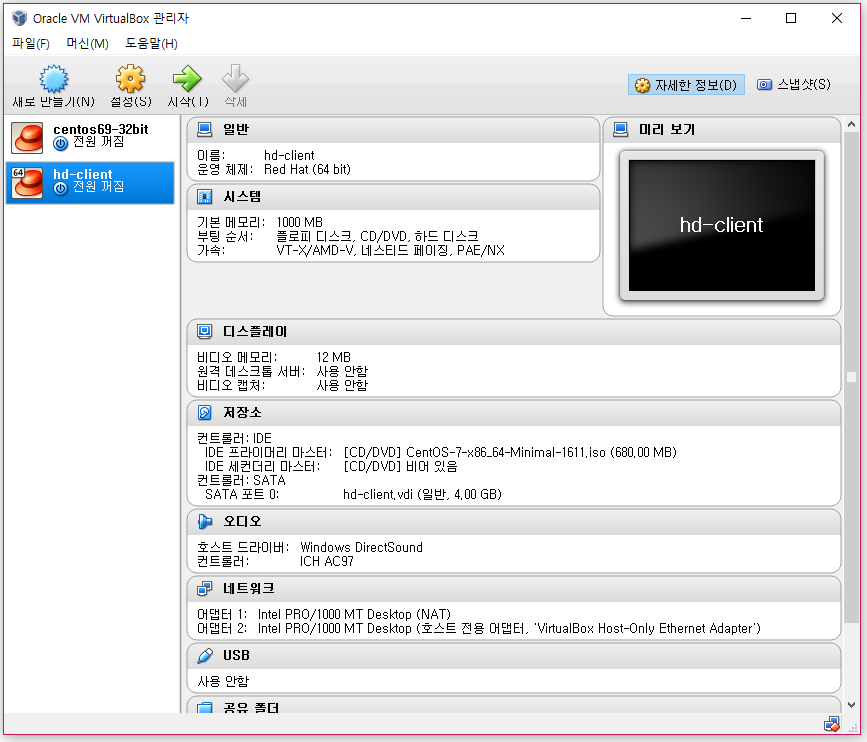 Oracle VM VirtualBox 관리자
파일(F) 머신(M) 도움말(H)
새로 만들기(N) 설정(S) 시작(T) 삭제
자세한 정보(D) 스냅샷(S)
centos69-32bit
전원 꺼짐
64
hd-client
전원 꺼짐
일반
이름: hd-client
운영 체제: Red Hat (64 bit)
시스템
기본 메모리: 1000 MB
부팅 순서: 플로피 디스크, CD/DVD, 하드 디스크
가속: VT-X/AMD-V, 네스티드 페이징, PAE/NX
미리 보기
hd-client
디스플레이
비디오 메모리: 12 MB
원격 데스크톱 서버: 사용 안함
비디오 캡처: 사용 안함
저장소
컨트롤러: IDE
IDE 프라이머리 마스터: [CD/DVD] CentOS-7-x86_64-Minimal-1611.iso (680.00 MB)
IDE 세컨더리 마스터: [CD/DVD] 비어 있음
컨트롤러: SATA
SATA 포트 0: hd-client.vdi (일반, 4.00 GB)
오디오
호스트 드라이버: Windows DirectSound
컨트롤러: ICH AC97
네트워크
어댑터 1: Intel PRO/1000 MT Desktop (NAT)
어댑터 2: Intel PRO/1000 MT Desktop (호스트 전용 어댑터, 'VirtualBox Host-Only Ethernet Adapter')
USB
사용 안함
공유 폴더